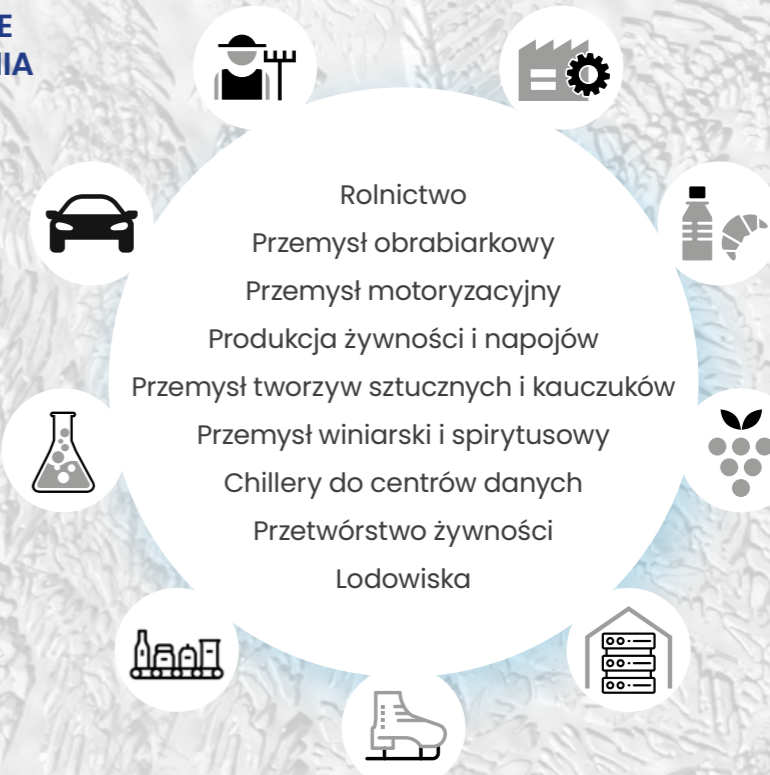 E
NIA
Rolnictwo
Przemysł obrabiarkowy
Przemysł motoryzacyjny
Produkcja żywności i napojów
Przemysł tworzyw sztucznych i kauczuków
Przemysł winiarski i spirytusowy
Chillery do centrów danych
Przetwórstwo żywności
Lodowiska